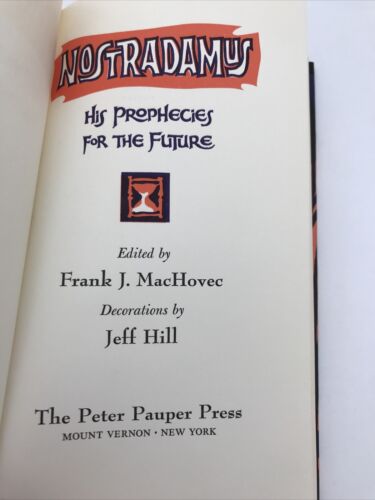 NOSTRADAMUS
HIS PROPHECIES
FOR THE FUTURE
Edited by
Frank J. MacHovec
Decorations by
Jeff Hill
The Peter Pauper Press
MOUNT VERNON · NEW YORK